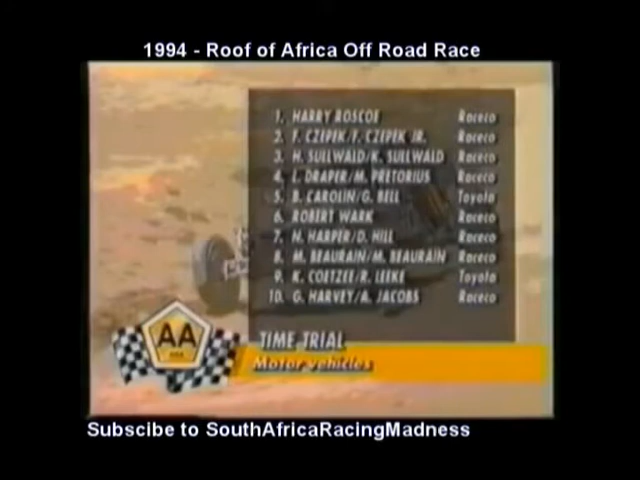 1994 - Roof of Africa Off Road Race
1. HARRY ROSCOE Raceco
2. F. CZEPEK/F. CZEPEK JR. Raceco
3. H. SULLWALD/K. SULLWALD Raceco
4. L. DRAPER/M. PRETORIUS Raceco
5. B. CAROLIN/G. BELL Toyota
6. ROBERT WARK Raceco
7. N. HARPER/D. HILL Raceco
8. M. BEAURAIN/M. BEAURAIN Raceco
9. K. COETZEE/R. LEEKE Toyota
10. G. HARVEY/A. JACOBS Raceco
AA
TIME TRIAL
Motor vehicles
Subscibe to SouthAfricaRacingMadness